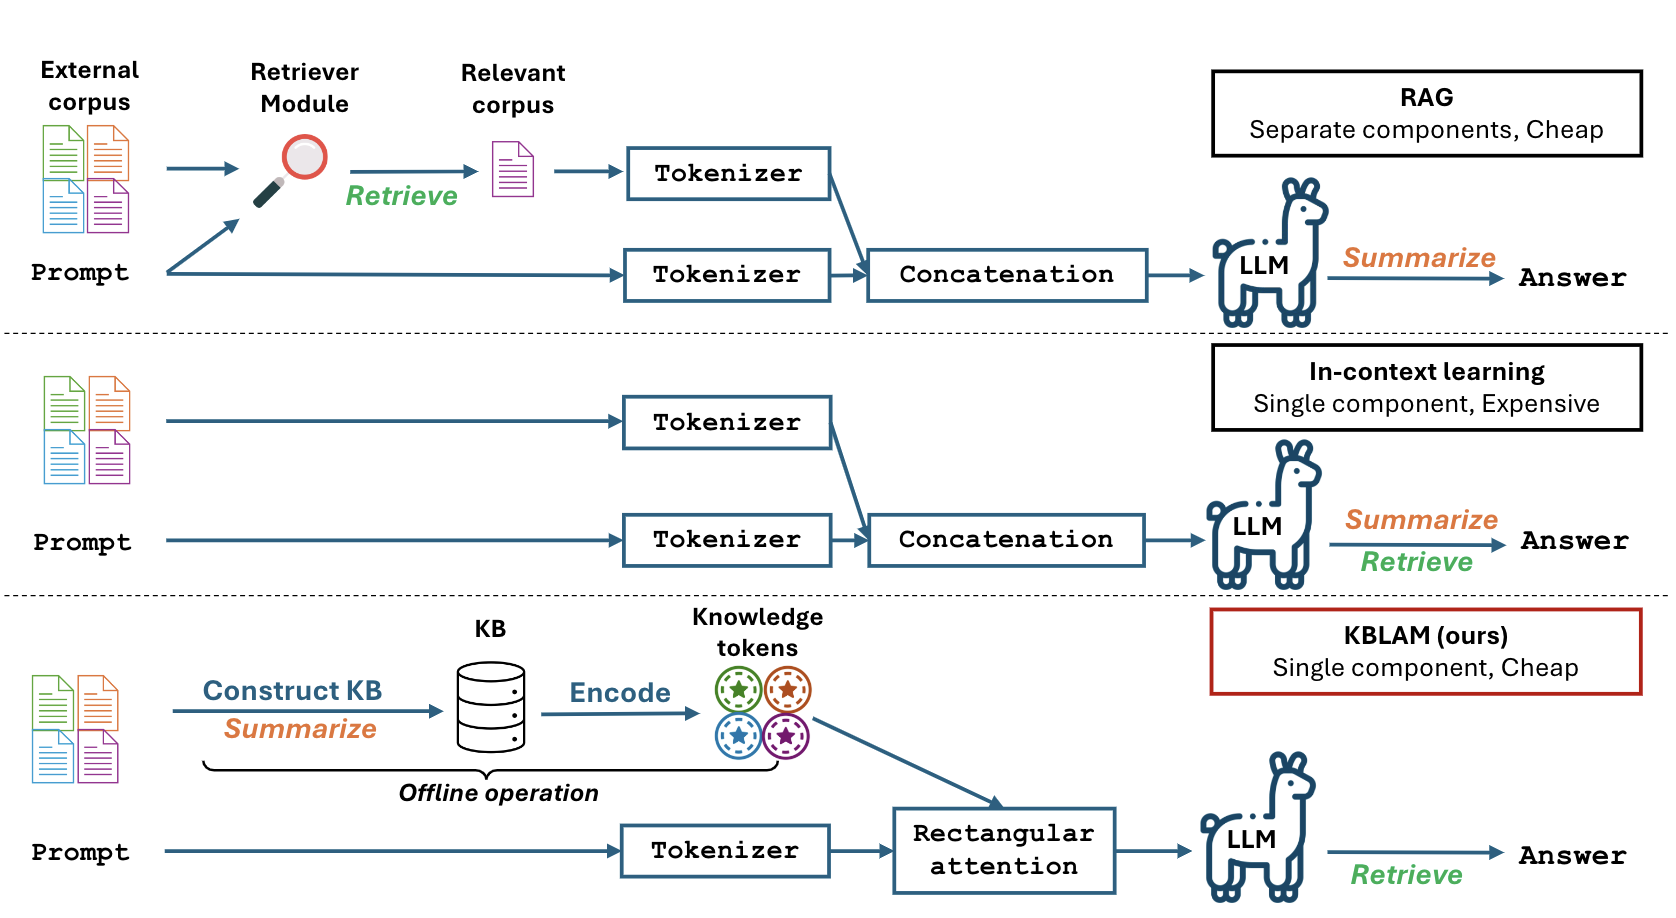 External
corpus
Retriever
Module
Relevant
corpus
RAG
Separate components, Cheap
Retrieve
Tokenizer
Prompt
Tokenizer
Concatenation
LLM
Summarize
Answer
In-context learning
Single component, Expensive
Tokenizer
Prompt
Tokenizer
Concatenation
LLM
Summarize
Retrieve
Answer
KB
Knowledge
tokens
KBLAM (ours)
Single component, Cheap
Construct KB
Summarize
Encode
Offline operation
Prompt
Tokenizer
Rectangular
attention
LLM
Retrieve
Answer